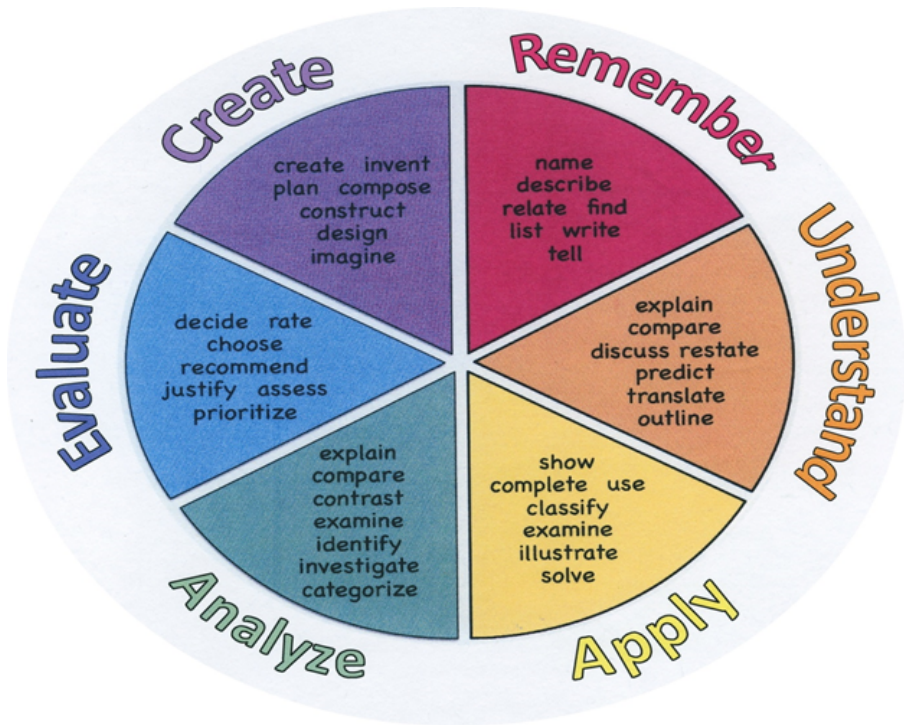 Remember
name
describe
relate find
list write
tell
Understand
explain
compare
discuss restate
predict
translate
outline
Apply
show
complete use
classify
examine
illustrate
solve
Analyze
explain
compare
contrast
examine
identify
investigate
categorize
Evaluate
decide rate
choose
recommend
justify assess
prioritize
Create
create invent
plan compose
construct
design
imagine